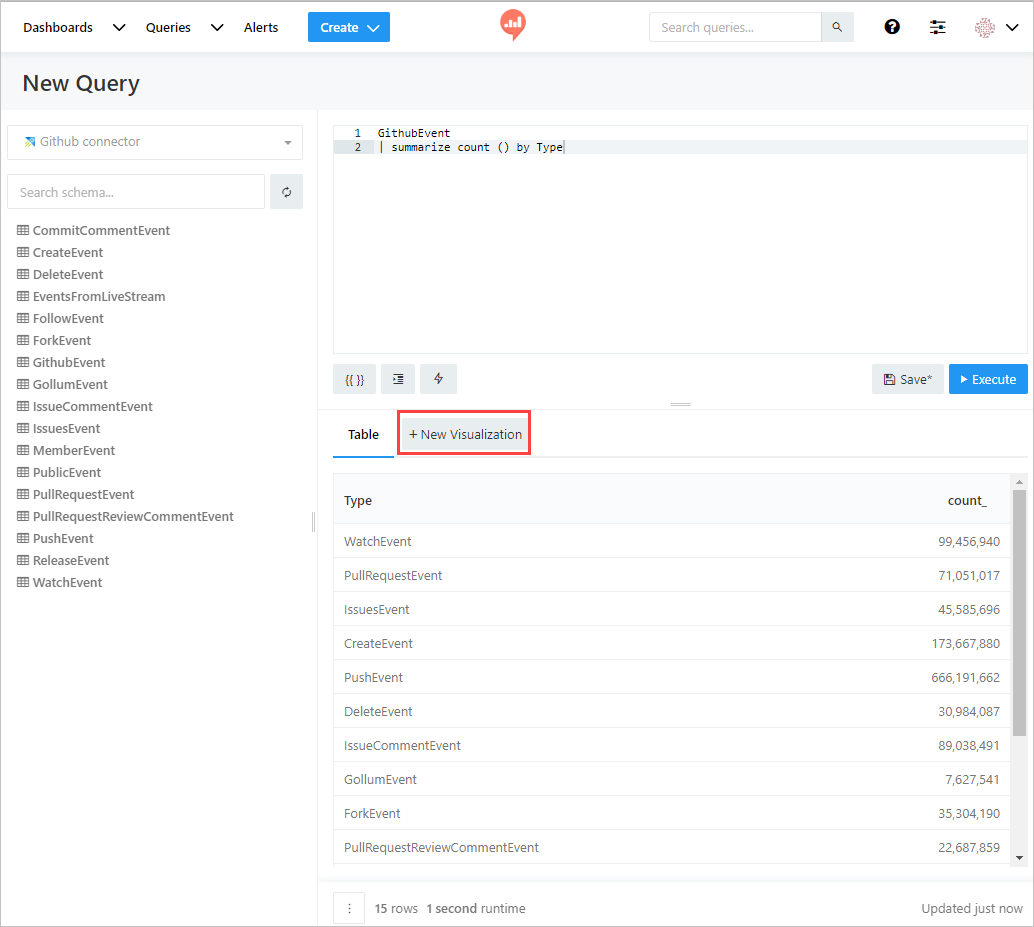 Dashboards Queries Alerts Create Search queries...
New Query
Github connector
Search schema...
CommitCommentEvent
CreateEvent
DeleteEvent
EventsFromLiveStream
FollowEvent
ForkEvent
GithubEvent
GollumEvent
IssueCommentEvent
IssuesEvent
MemberEvent
PublicEvent
PullRequestEvent
PullRequestReviewCommentEvent
PushEvent
ReleaseEvent
WatchEvent
1 GithubEvent
2 | summarize count () by Type
{{ }} Save* Execute
Table + New Visualization
Type count_
WatchEvent 99,456,940
PullRequestEvent 71,051,017
IssuesEvent 45,585,696
CreateEvent 173,667,880
PushEvent 666,191,662
DeleteEvent 30,984,087
IssueCommentEvent 89,038,491
GollumEvent 7,627,541
ForkEvent 35,304,190
PullRequestReviewCommentEvent 22,687,859
15 rows 1 second runtime Updated just now